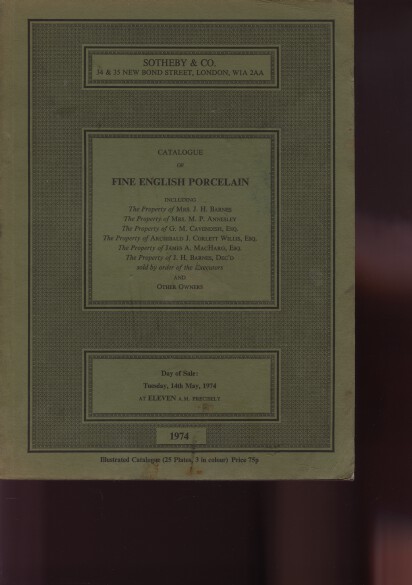 SOTHEBY & CO.
34 & 35 NEW BOND STREET, LONDON, W1A 2AA
CATALOGUE
OF
FINE ENGLISH PORCELAIN
INCLUDING
The Property of MRS. J. H. BARNES
The Property of MRS. M. P. ANNESLEY
The Property of G. M. CAVENDISH, ESQ.
The Property of ARCHIBALD J. CORLETT WILLIS, ESQ.
The Property of JAMES A. MACHARG, ESQ.
The Property of J. H. BARNES, DEC'D
sold by order of the Executors
AND
OTHER OWNERS
Day of Sale:
Tuesday, 14th May, 1974
AT ELEVEN A.M. PRECISELY
1974
Illustrated Catalogue (25 Plates, 3 in colour) Price 75p